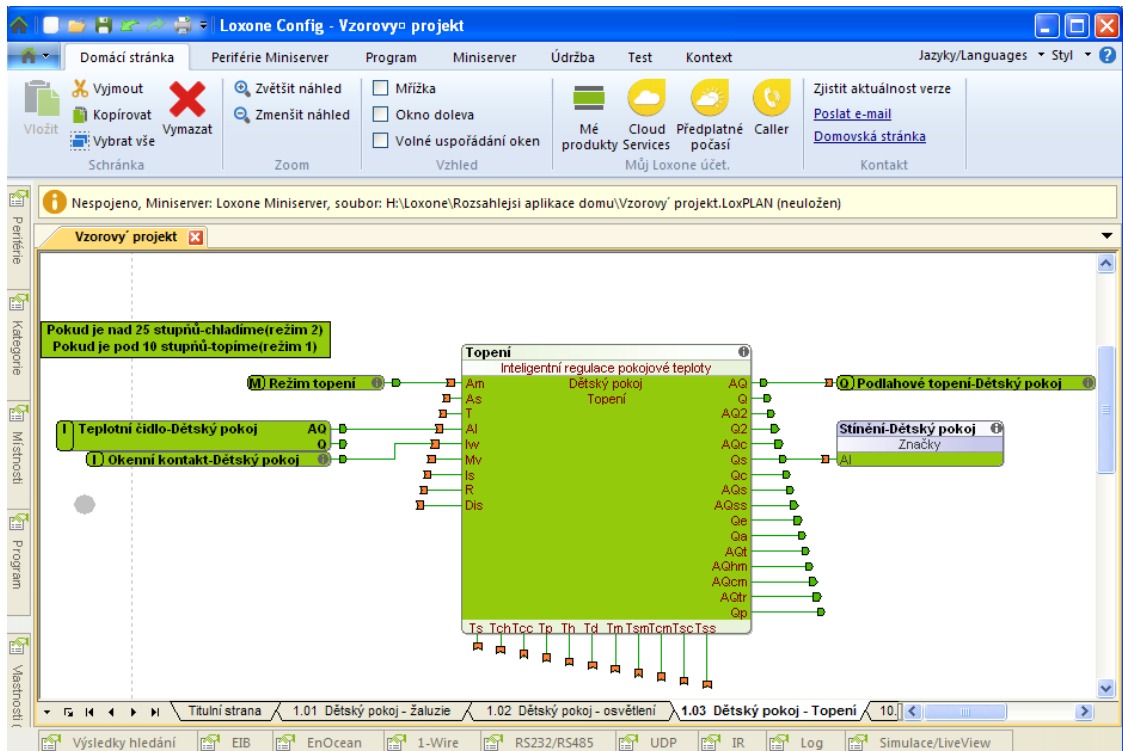 Loxone Config - Vzorovy¤ projekt
Domácí stránka Periférie Miniserver Program Miniserver Údržba Test Kontext Jazyky/Languages Styl
Vložit
Vyjmout
Kopírovat
Vybrat vše
Vymazat
Schránka
Zvětšit náhled
Zmenšit náhled
Zoom
Mřížka
Okno doleva
Volné uspořádání oken
Vzhled
Mé produkty
Cloud Services
Předplatné počasí
Caller
Můj Loxone účet.
Zjistit aktuálnost verze
Poslat e-mail
Domovská stránka
Kontakt
Nespojeno, Miniserver: Loxone Miniserver, soubor: H:\Loxone\Rozsahlejsi aplikace domu\Vzorovy´ projekt.LoxPLAN (neuložen)
Periférie
Kategorie
Místnosti
Program
Vlastnosti (
Vzorovy´ projekt
Pokud je nad 25 stupňů-chladíme(režim 2)
Pokud je pod 10 stupňů-topíme(režim 1)
M Režim topení
I Teplotní čidlo-Dětský pokoj AQ
Q
I Okenní kontakt-Dětský pokoj
Topení
Inteligentní regulace pokojové teploty
Dětský pokoj
Topení
Am
As
T
AI
Iw
Mv
Is
R
Dis
AQ
Q
AQ2
Q2
AQc
Qs
Qc
AQs
AQss
Qe
Qa
AQt
AQhm
AQcm
AQtr
Qp
Ts Tch Tcc Tp Th Td Tm Tsm Tcm Tsc Tss
Q Podlahové topení-Dětský pokoj
Stínění-Dětský pokoj
Značky
AI
Titulní strana 1.01 Dětský pokoj - žaluzie 1.02 Dětský pokoj - osvětlení 1.03 Dětský pokoj - Topení 10.
Výsledky hledání EIB EnOcean 1-Wire RS232/RS485 UDP IR Log Simulace/LiveView